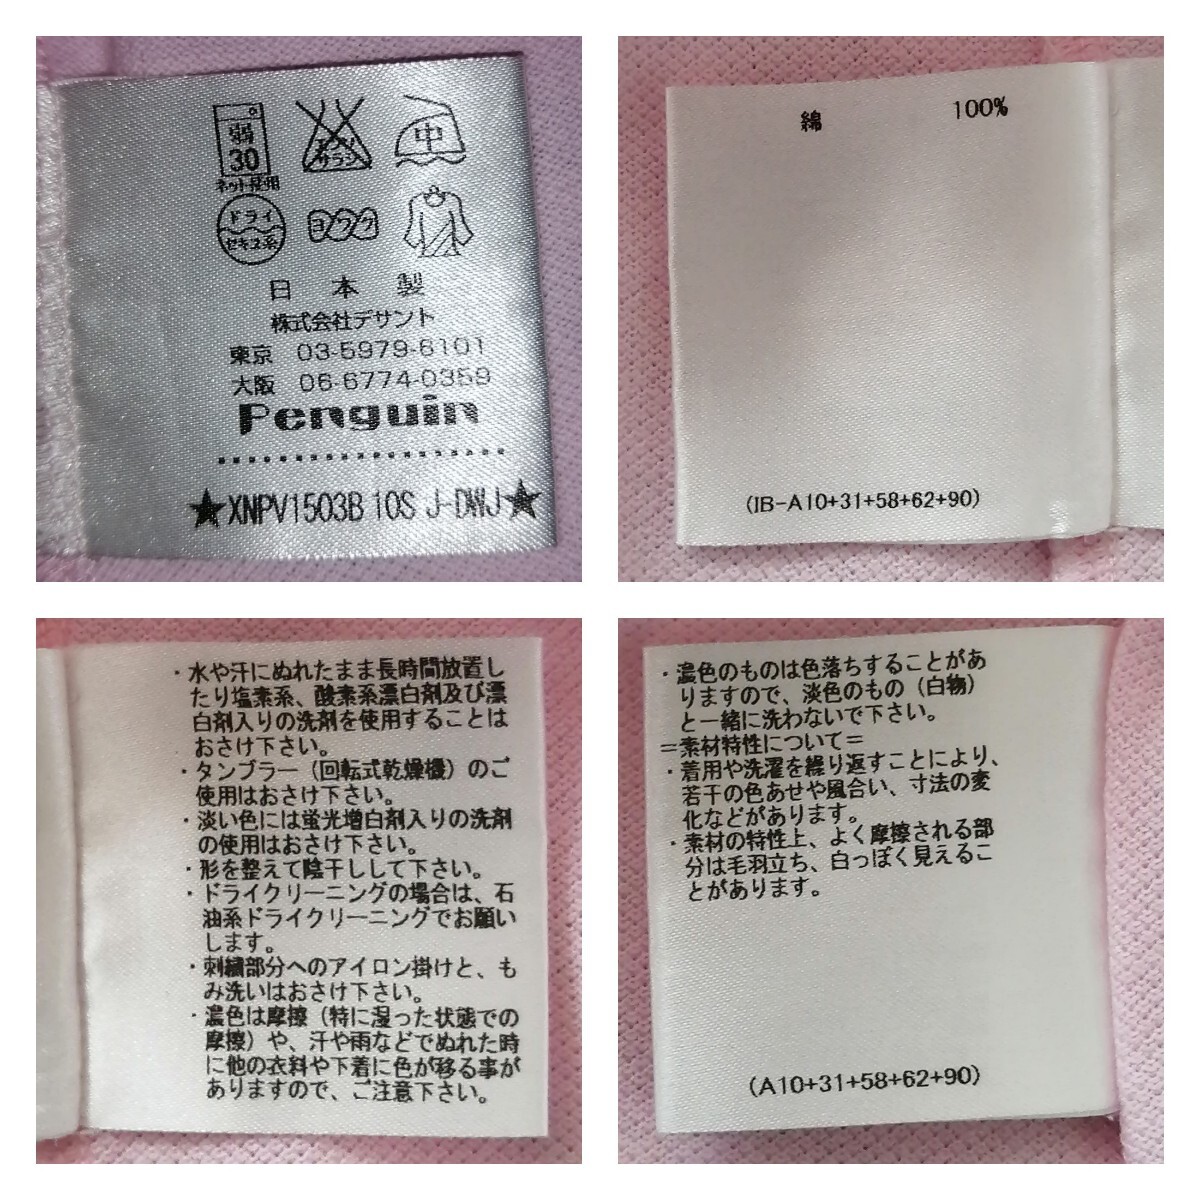 弱
30
ネット使用
中
ドライ
セキユ系
ヨワク
日本製
株式会社デサント
東京 03-5979-6101
大阪 06-6774-0359
Penguin
★XNPV1503B 10S J-DWJ★
綿 100%
(IB-A10+31+58+62+90)
・水や汗にぬれたまま長時間放置し
たり塩素系、酸素系漂白剤及び漂
白剤入りの洗剤を使用することは
おさけ下さい。
・タンブラー(回転式乾燥機)のご
使用はおさけ下さい。
・淡い色には蛍光増白剤入りの洗剤
の使用はおさけ下さい。
・形を整えて陰干しして下さい。
・ドライクリーニングの場合は、石
油系ドライクリーニングでお願い
します。
・刺繍部分へのアイロン掛けと、も
み洗いはおさけ下さい。
・濃色は摩擦(特に湿った状態での
摩擦)や、汗や雨などでぬれた時
に他の衣料や下着に色が移る事が
ありますので、ご注意下さい。
・濃色のものは色落ちすることがあ
りますので、淡色のもの(白物)
と一緒に洗わないで下さい。
=素材特性について=
・着用や洗濯を繰り返すことにより、
若干の色あせや風合い、寸法の変
化などがあります。
・素材の特性上、よく摩擦される部
分は毛羽立ち、白っぽく見えるこ
とがあります。
(A10+31+58+62+90)